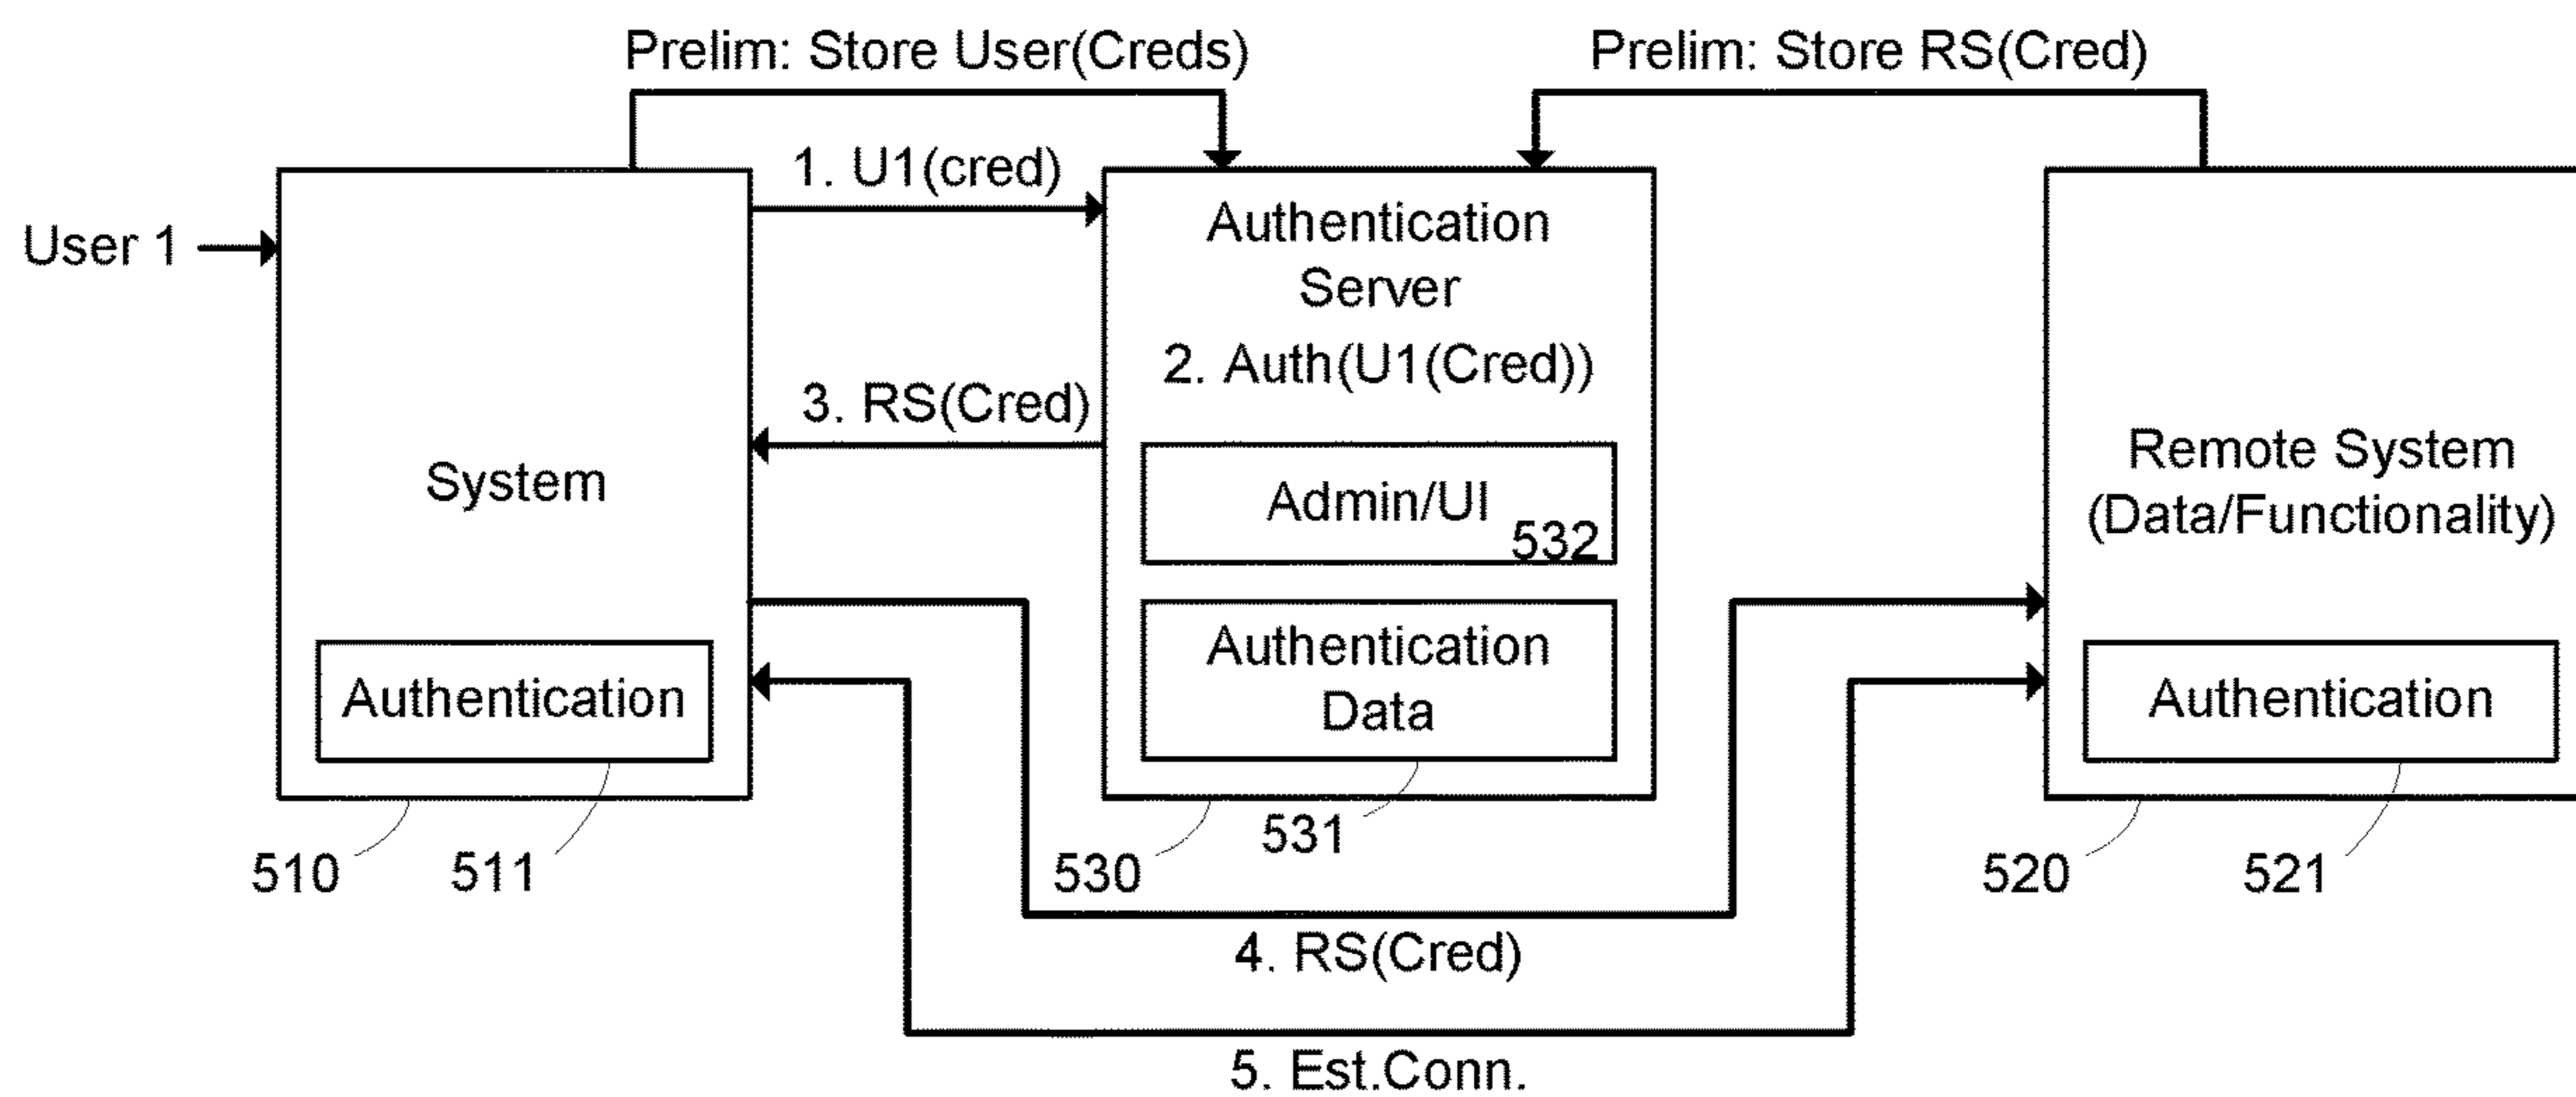 Prelim: Store User(Creds)
Prelim: Store RS(Cred)
1. U1(cred)
User 1
Authentication
Server
2. Auth(U1(Cred))
3. RS(Cred)
System
Admin/UI
532
Remote System
(Data/Functionality)
Authentication
Authentication
Data
Authentication
510
511
530
531
520
521
4. RS(Cred)
5. Est.Conn.